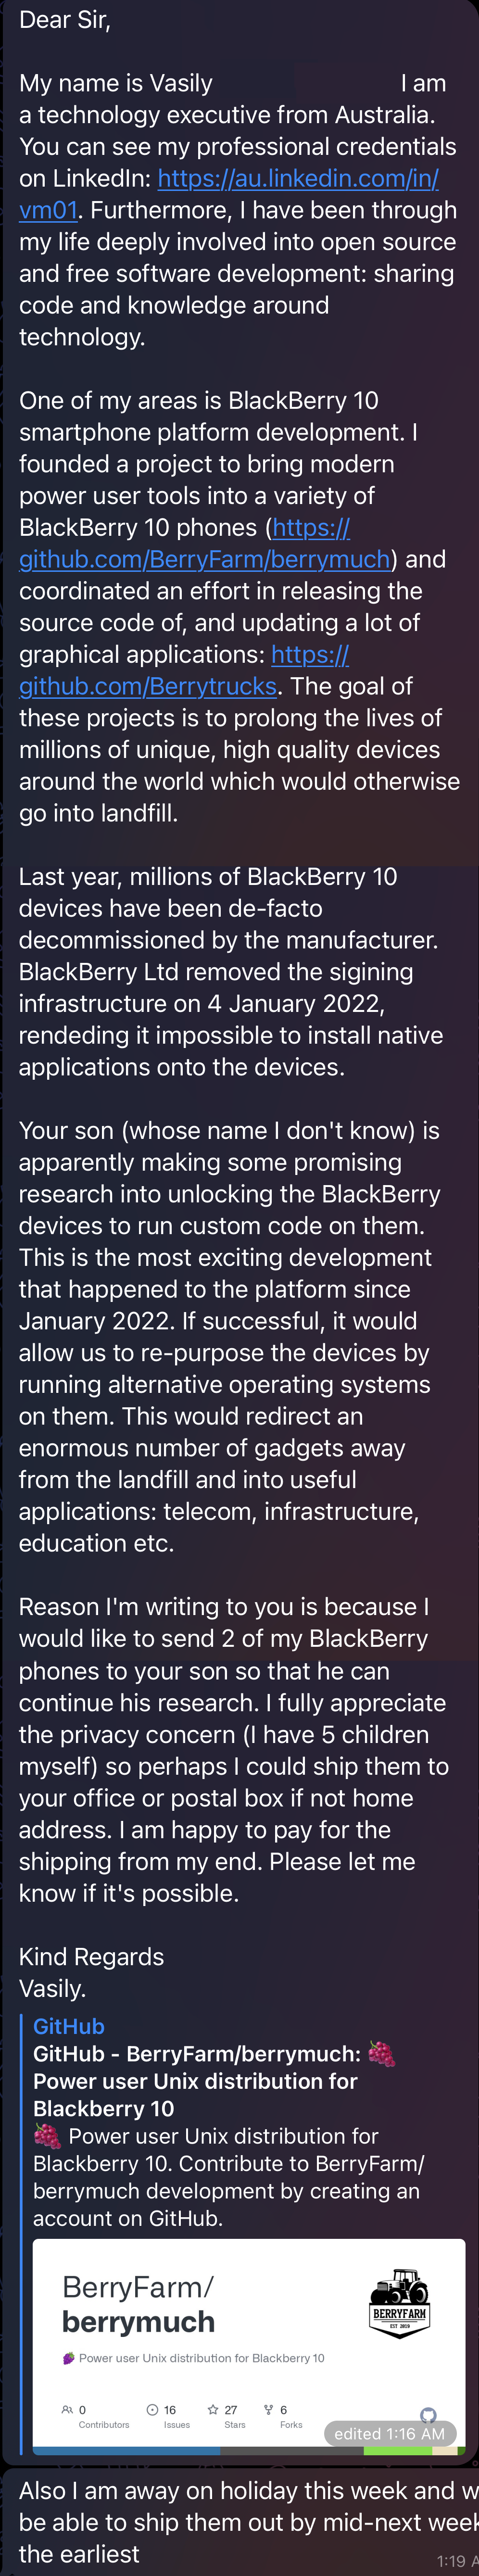 Dear Sir,
My name is Vasily I am
a technology executive from Australia.
You can see my professional credentials
on LinkedIn: https://au.linkedin.com/in/
vm01. Furthermore, I have been through
my life deeply involved into open source
and free software development: sharing
code and knowledge around
technology.
One of my areas is BlackBerry 10
smartphone platform development. I
founded a project to bring modern
power user tools into a variety of
BlackBerry 10 phones (https://
github.com/BerryFarm/berrymuch) and
coordinated an effort in releasing the
source code of, and updating a lot of
graphical applications: https://
github.com/Berrytrucks. The goal of
these projects is to prolong the lives of
millions of unique, high quality devices
around the world which would otherwise
go into landfill.
Last year, millions of BlackBerry 10
devices have been de-facto
decommissioned by the manufacturer.
BlackBerry Ltd removed the sigining
infrastructure on 4 January 2022,
rendeding it impossible to install native
applications onto the devices.
Your son (whose name I don't know) is
apparently making some promising
research into unlocking the BlackBerry
devices to run custom code on them.
This is the most exciting development
that happened to the platform since
January 2022. If successful, it would
allow us to re-purpose the devices by
running alternative operating systems
on them. This would redirect an
enormous number of gadgets away
from the landfill and into useful
applications: telecom, infrastructure,
education etc.
Reason I'm writing to you is because I
would like to send 2 of my BlackBerry
phones to your son so that he can
continue his research. I fully appreciate
the privacy concern (I have 5 children
myself) so perhaps I could ship them to
your office or postal box if not home
address. I am happy to pay for the
shipping from my end. Please let me
know if it's possible.
Kind Regards
Vasily.
GitHub
GitHub - BerryFarm/berrymuch: 🍇
Power user Unix distribution for
Blackberry 10
🍇 Power user Unix distribution for
Blackberry 10. Contribute to BerryFarm/
berrymuch development by creating an
account on GitHub.
BerryFarm/
berrymuch
BERRYFARM
EST 2019
🍇 Power user Unix distribution for Blackberry 10
0 16 27 6
Contributors Issues Stars Forks
edited 1:16 AM
Also I am away on holiday this week and w
be able to ship them out by mid-next week
the earliest
1:19 A